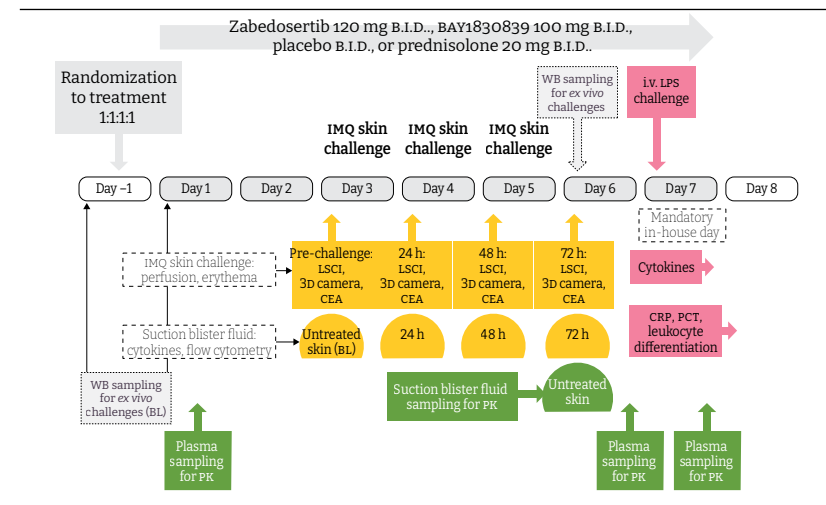 Zabedosertib 120 mg B.I.D.., BAY1830839 100 mg B.I.D.,
placebo B.I.D., or prednisolone 20 mg B.I.D..
Randomization
to treatment
1:1:1:1
WB sampling
for ex vivo
challenges
i.v. LPS
challenge
IMQ skin
challenge
IMQ skin
challenge
IMQ skin
challenge
Day –1
Day 1
Day 2
Day 3
Day 4
Day 5
Day 6
Day 7
Day 8
Mandatory
in-house day
IMQ skin challenge:
perfusion, erythema
Pre-challenge:
LSCI,
3D camera,
CEA
24 h:
LSCI,
3D camera,
CEA
48 h:
LSCI,
3D camera,
CEA
72 h:
LSCI,
3D camera,
CEA
Cytokines
Suction blister fluid:
cytokines, flow cytometry
Untreated
skin (BL)
24 h
48 h
72 h
CRP, PCT,
leukocyte
differentiation
WB sampling
for ex vivo
challenges (BL)
Suction blister fluid
sampling for PK
Untreated
skin
Plasma
sampling
for PK
Plasma
sampling
for PK
Plasma
sampling
for PK